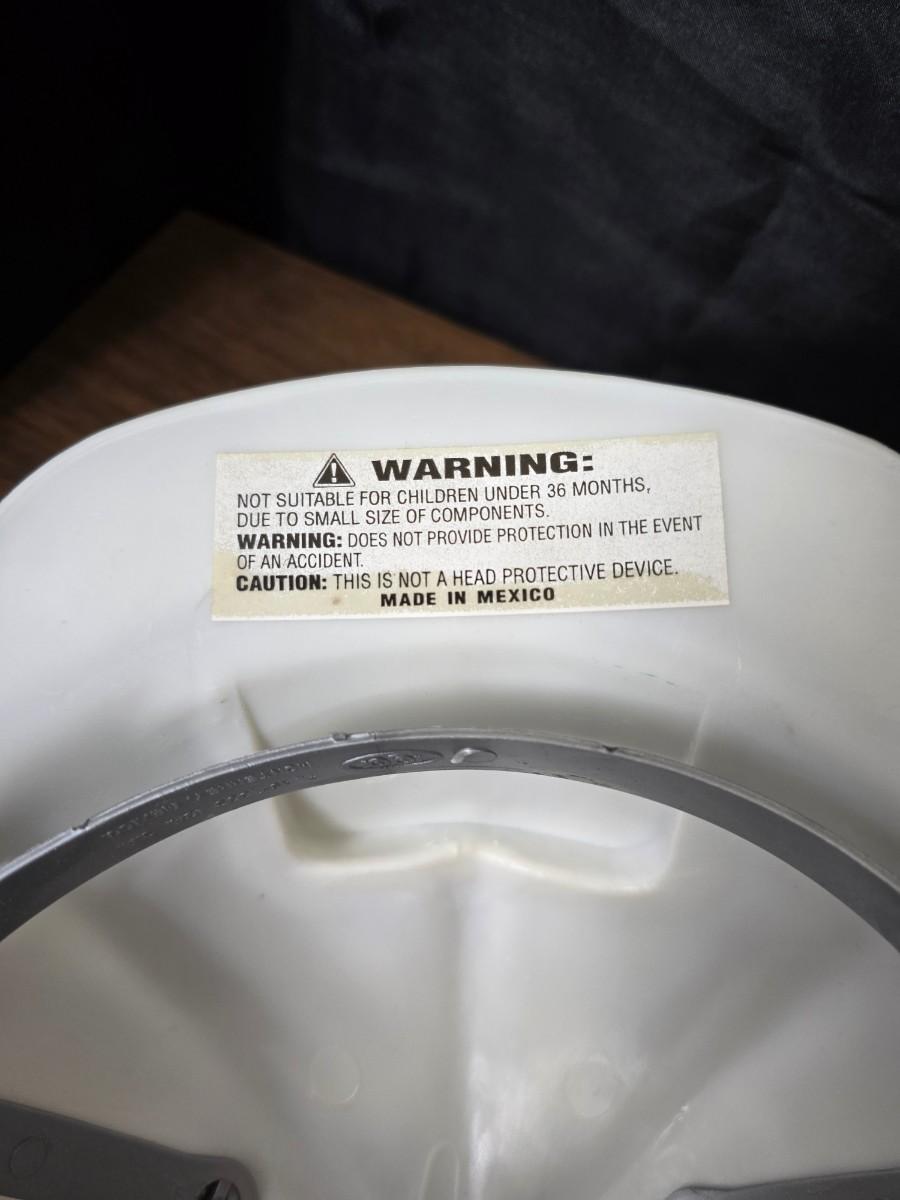 WARNING:
NOT SUITABLE FOR CHILDREN UNDER 36 MONTHS,
DUE TO SMALL SIZE OF COMPONENTS.
WARNING: DOES NOT PROVIDE PROTECTION IN THE EVENT
OF AN ACCIDENT.
CAUTION: THIS IS NOT A HEAD PROTECTIVE DEVICE.
MADE IN MEXICO